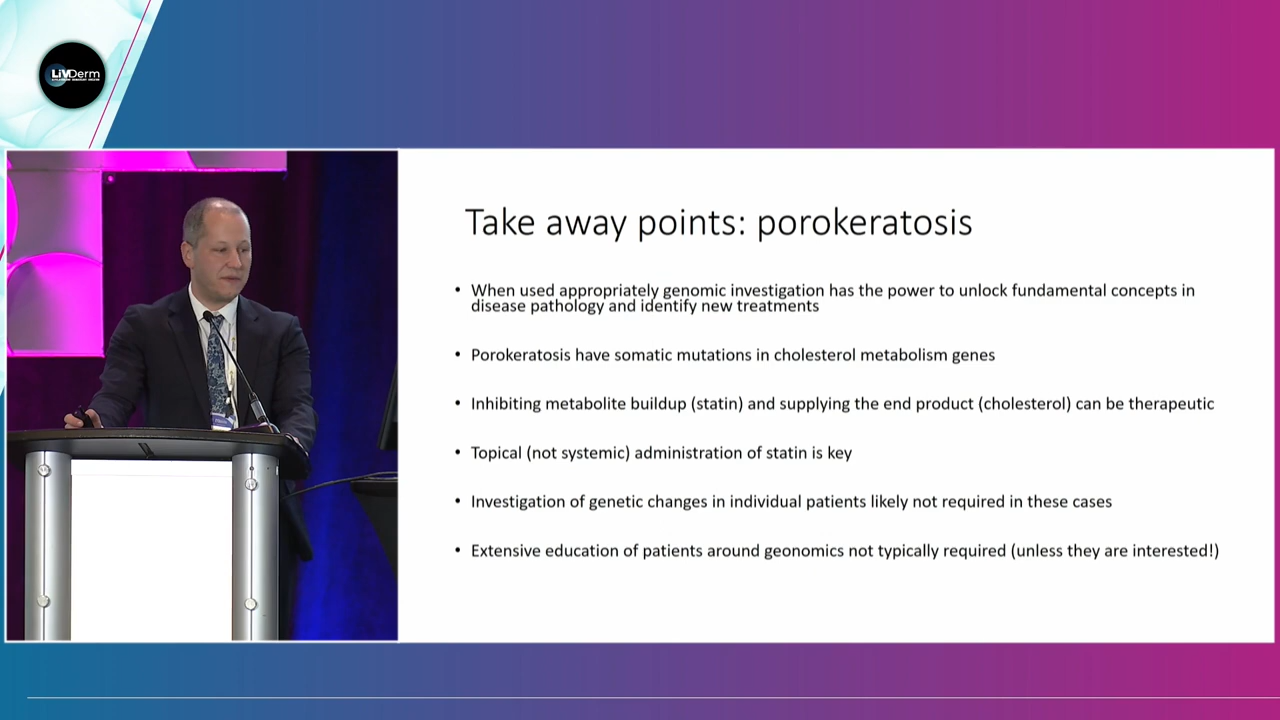 LiVDerm
Take away points: porokeratosis
• When used appropriately genomic investigation has the power to unlock fundamental concepts in
disease pathology and identify new treatments
• Porokeratosis have somatic mutations in cholesterol metabolism genes
• Inhibiting metabolite buildup (statin) and supplying the end product (cholesterol) can be therapeutic
• Topical (not systemic) administration of statin is key
• Investigation of genetic changes in individual patients likely not required in these cases
• Extensive education of patients around geonomics not typically required (unless they are interested!)